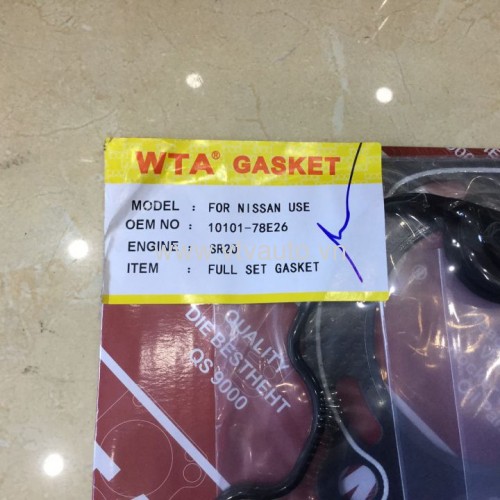 WTA® GASKET
MODEL : FOR NISSAN USE
OEM NO : 10101-78E26
ENGINE : SR20
ITEM : FULL SET GASKET
QUALITY
DIEBESTHEHT
QS 9000